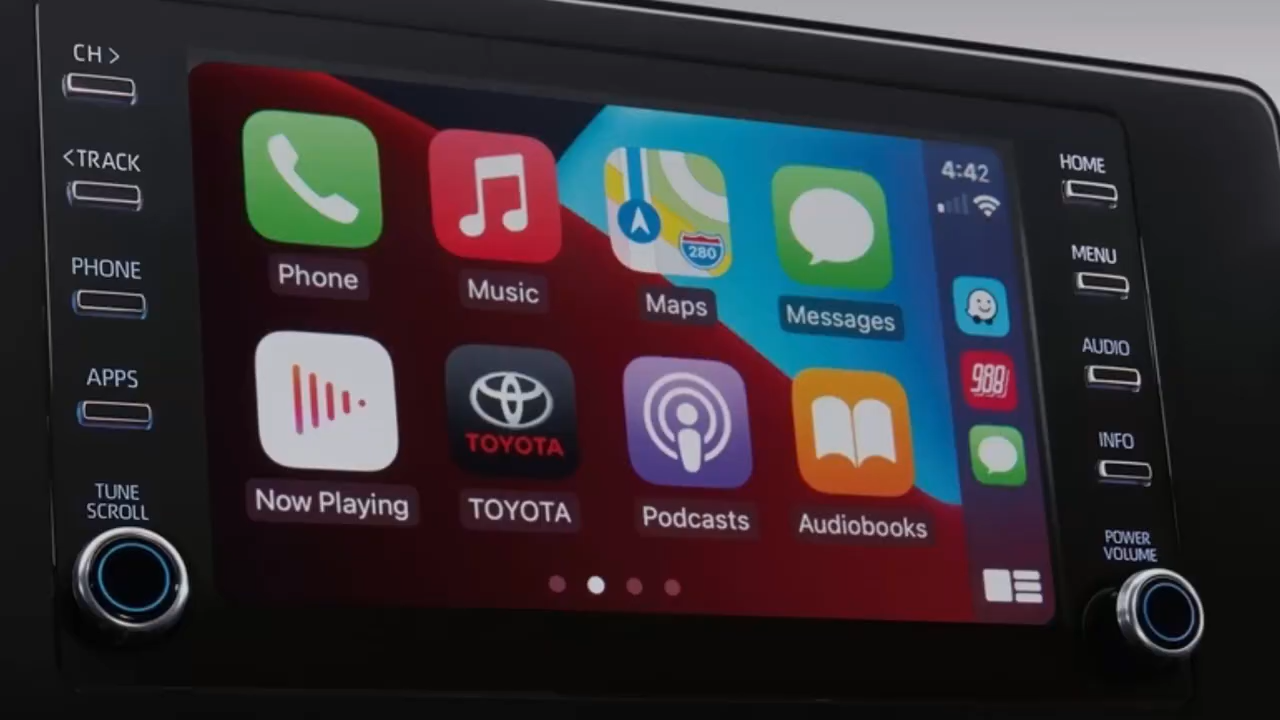 CH >
<TRACK
PHONE
APPS
TUNE
SCROLL
Phone
Music
280
Maps
Messages
TOYOTA
Now Playing
TOYOTA
Podcasts
Audiobooks
4:42
988
HOME
MENU
AUDIO
INFO
POWER
VOLUME